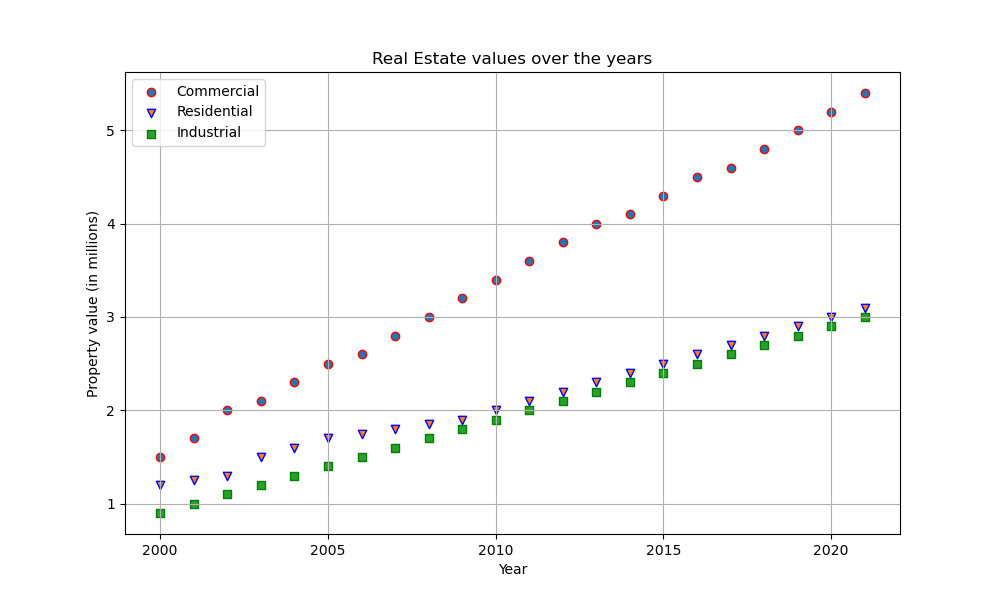 Real Estate values over the years
Commercial
Residential
Industrial
Property value (in millions)
5
4
3
2
1
2000 2005 2010 2015 2020
Year